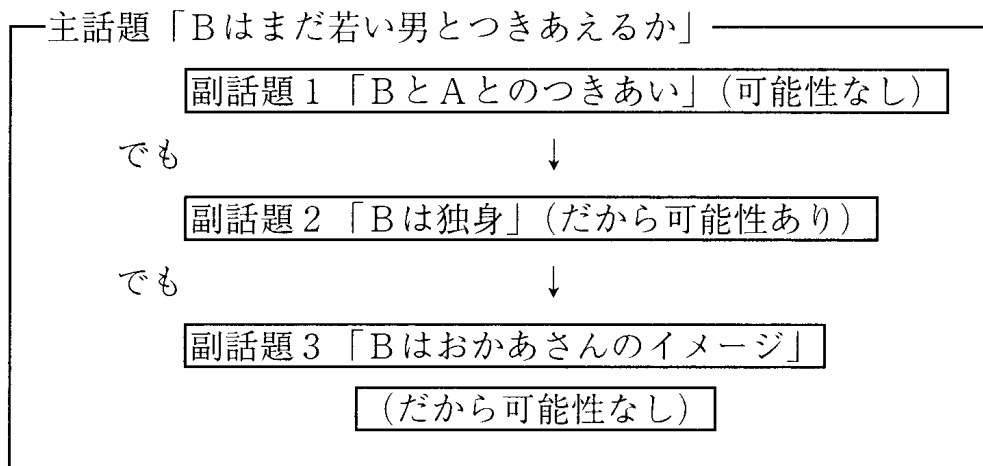 主話題「Bはまだ若い男とつきあえるか」
副話題1「BとAとのつきあい」(可能性なし)
でも ↓
副話題2「Bは独身」(だから可能性あり)
でも ↓
副話題3「Bはおかあさんのイメージ」
(だから可能性なし)